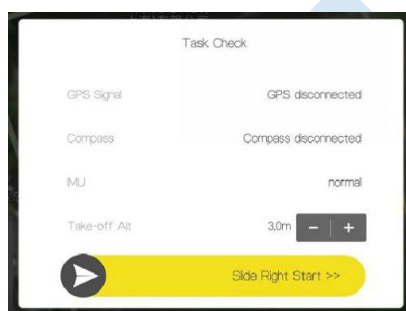 Task Check
GPS Signal GPS disconnected
Compass Compass disconnected
IMU normal
Take-off Alt 3.0m − +
Slide Right Start >>